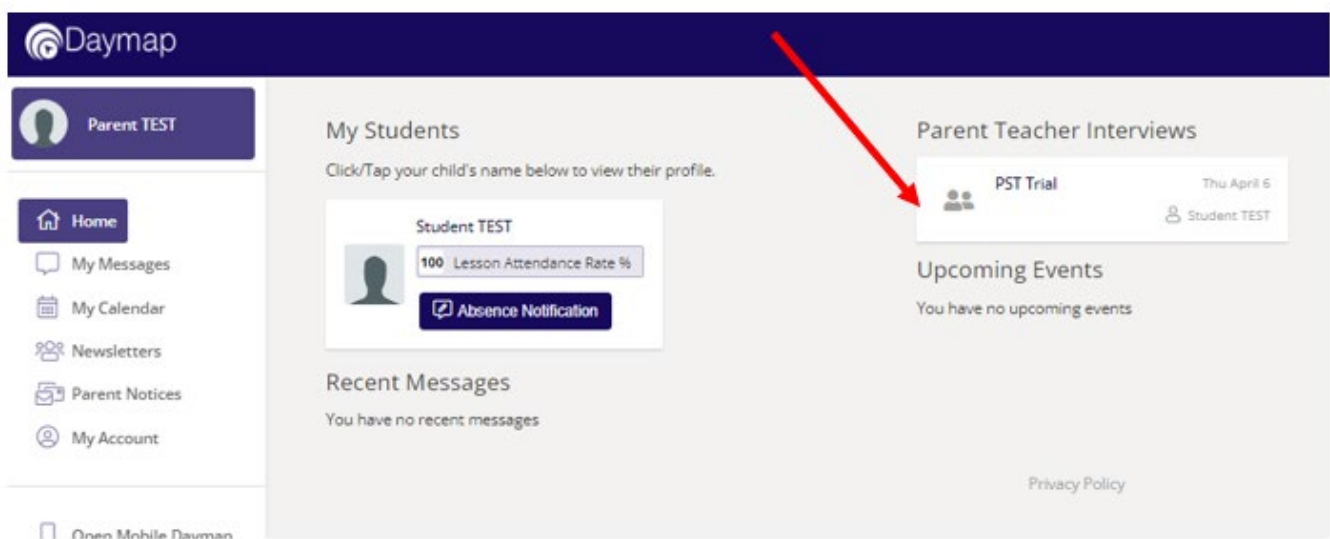 Daymap
Parent TEST
Home
My Messages
My Calendar
Newsletters
Parent Notices
My Account
Open Mobile Daymap
My Students
Click/Tap your child's name below to view their profile.
Student TEST
100 Lesson Attendance Rate %
Absence Notification
Recent Messages
You have no recent messages
Parent Teacher Interviews
PST Trial Thu April 6
Student TEST
Upcoming Events
You have no upcoming events
Privacy Policy